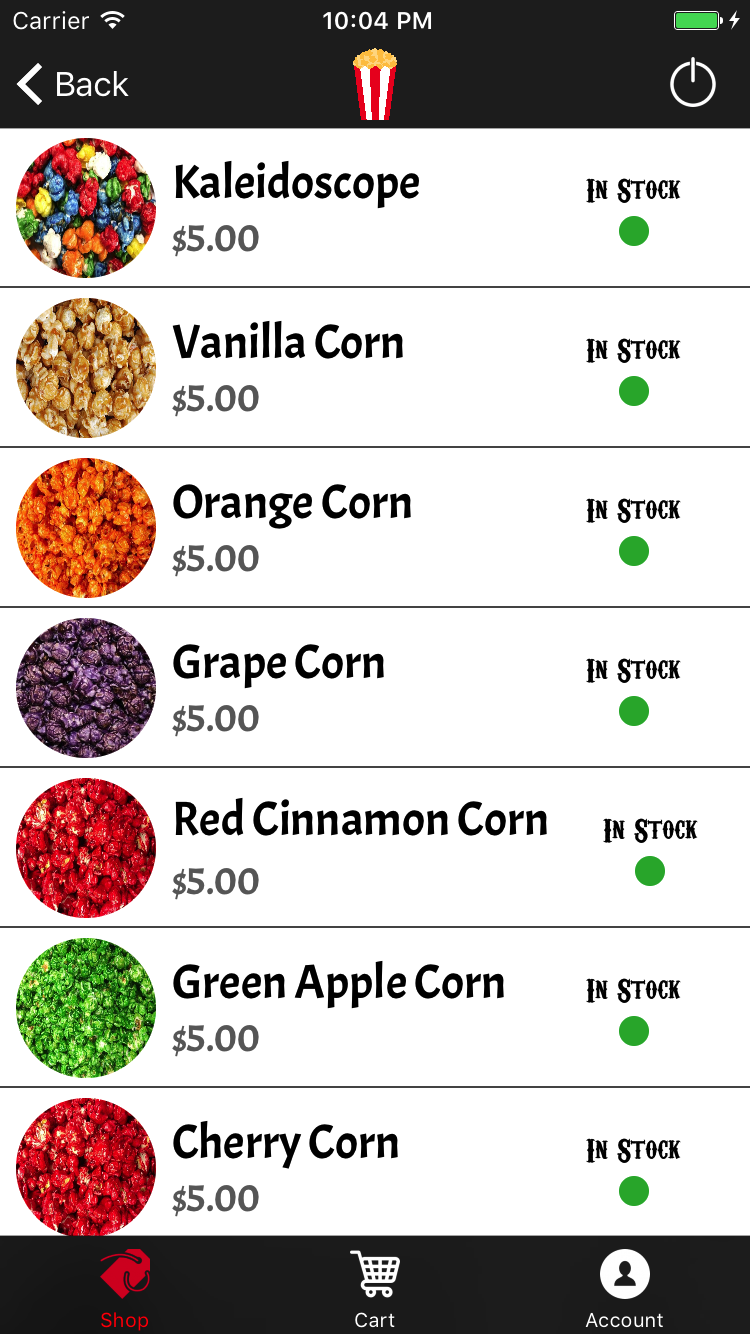 Carrier 10:04 PM
Back
Kaleidoscope
In Stock
$5.00
Vanilla Corn
In Stock
$5.00
Orange Corn
In Stock
$5.00
Grape Corn
In Stock
$5.00
Red Cinnamon Corn
In Stock
$5.00
Green Apple Corn
In Stock
$5.00
Cherry Corn
In Stock
$5.00
Shop Cart Account